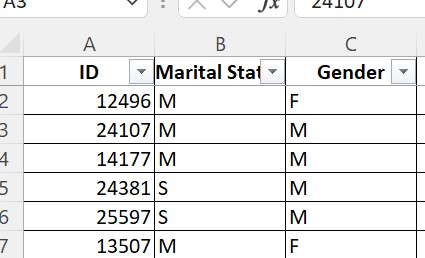 A3 fx 24107
A B C
1 ID Marital Stat Gender
2 12496 M F
3 24107 M M
4 14177 M M
5 24381 S M
6 25597 S M
7 13507 M F